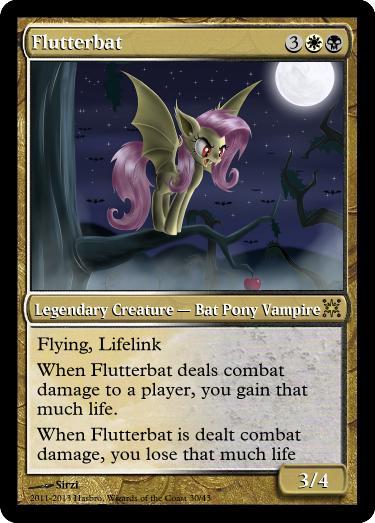 Flutterbat 3
Legendary Creature — Bat Pony Vampire
Flying, Lifelink
When Flutterbat deals combat
damage to a player, you gain that
much life.
When Flutterbat is dealt combat
damage, you lose that much life
Sirzi
3/4
2011-2013 Hasbro, Wizards of the Coast 30/43